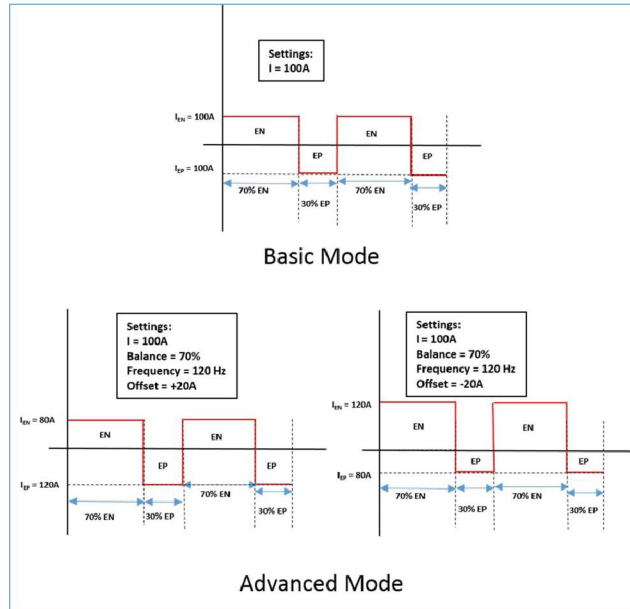 Settings:
I = 100A
IEN = 100A
EN
EN
EP
EP
IEP = 100A
70% EN
70% EN
30% EP
30% EP
Basic Mode
Settings:
I = 100A
Balance = 70%
Frequency = 120 Hz
Offset = +20A
IEN = 80A
EN
EN
EP
EP
IEP = 120A
70% EN
30% EP
70% EN
30% EP
Settings:
I = 100A
Balance = 70%
Frequency = 120 Hz
Offset = -20A
IEN = 120A
EN
EN
EP
EP
IEP = 80A
70% EN
30% EP
70% EN
30% EP
Advanced Mode